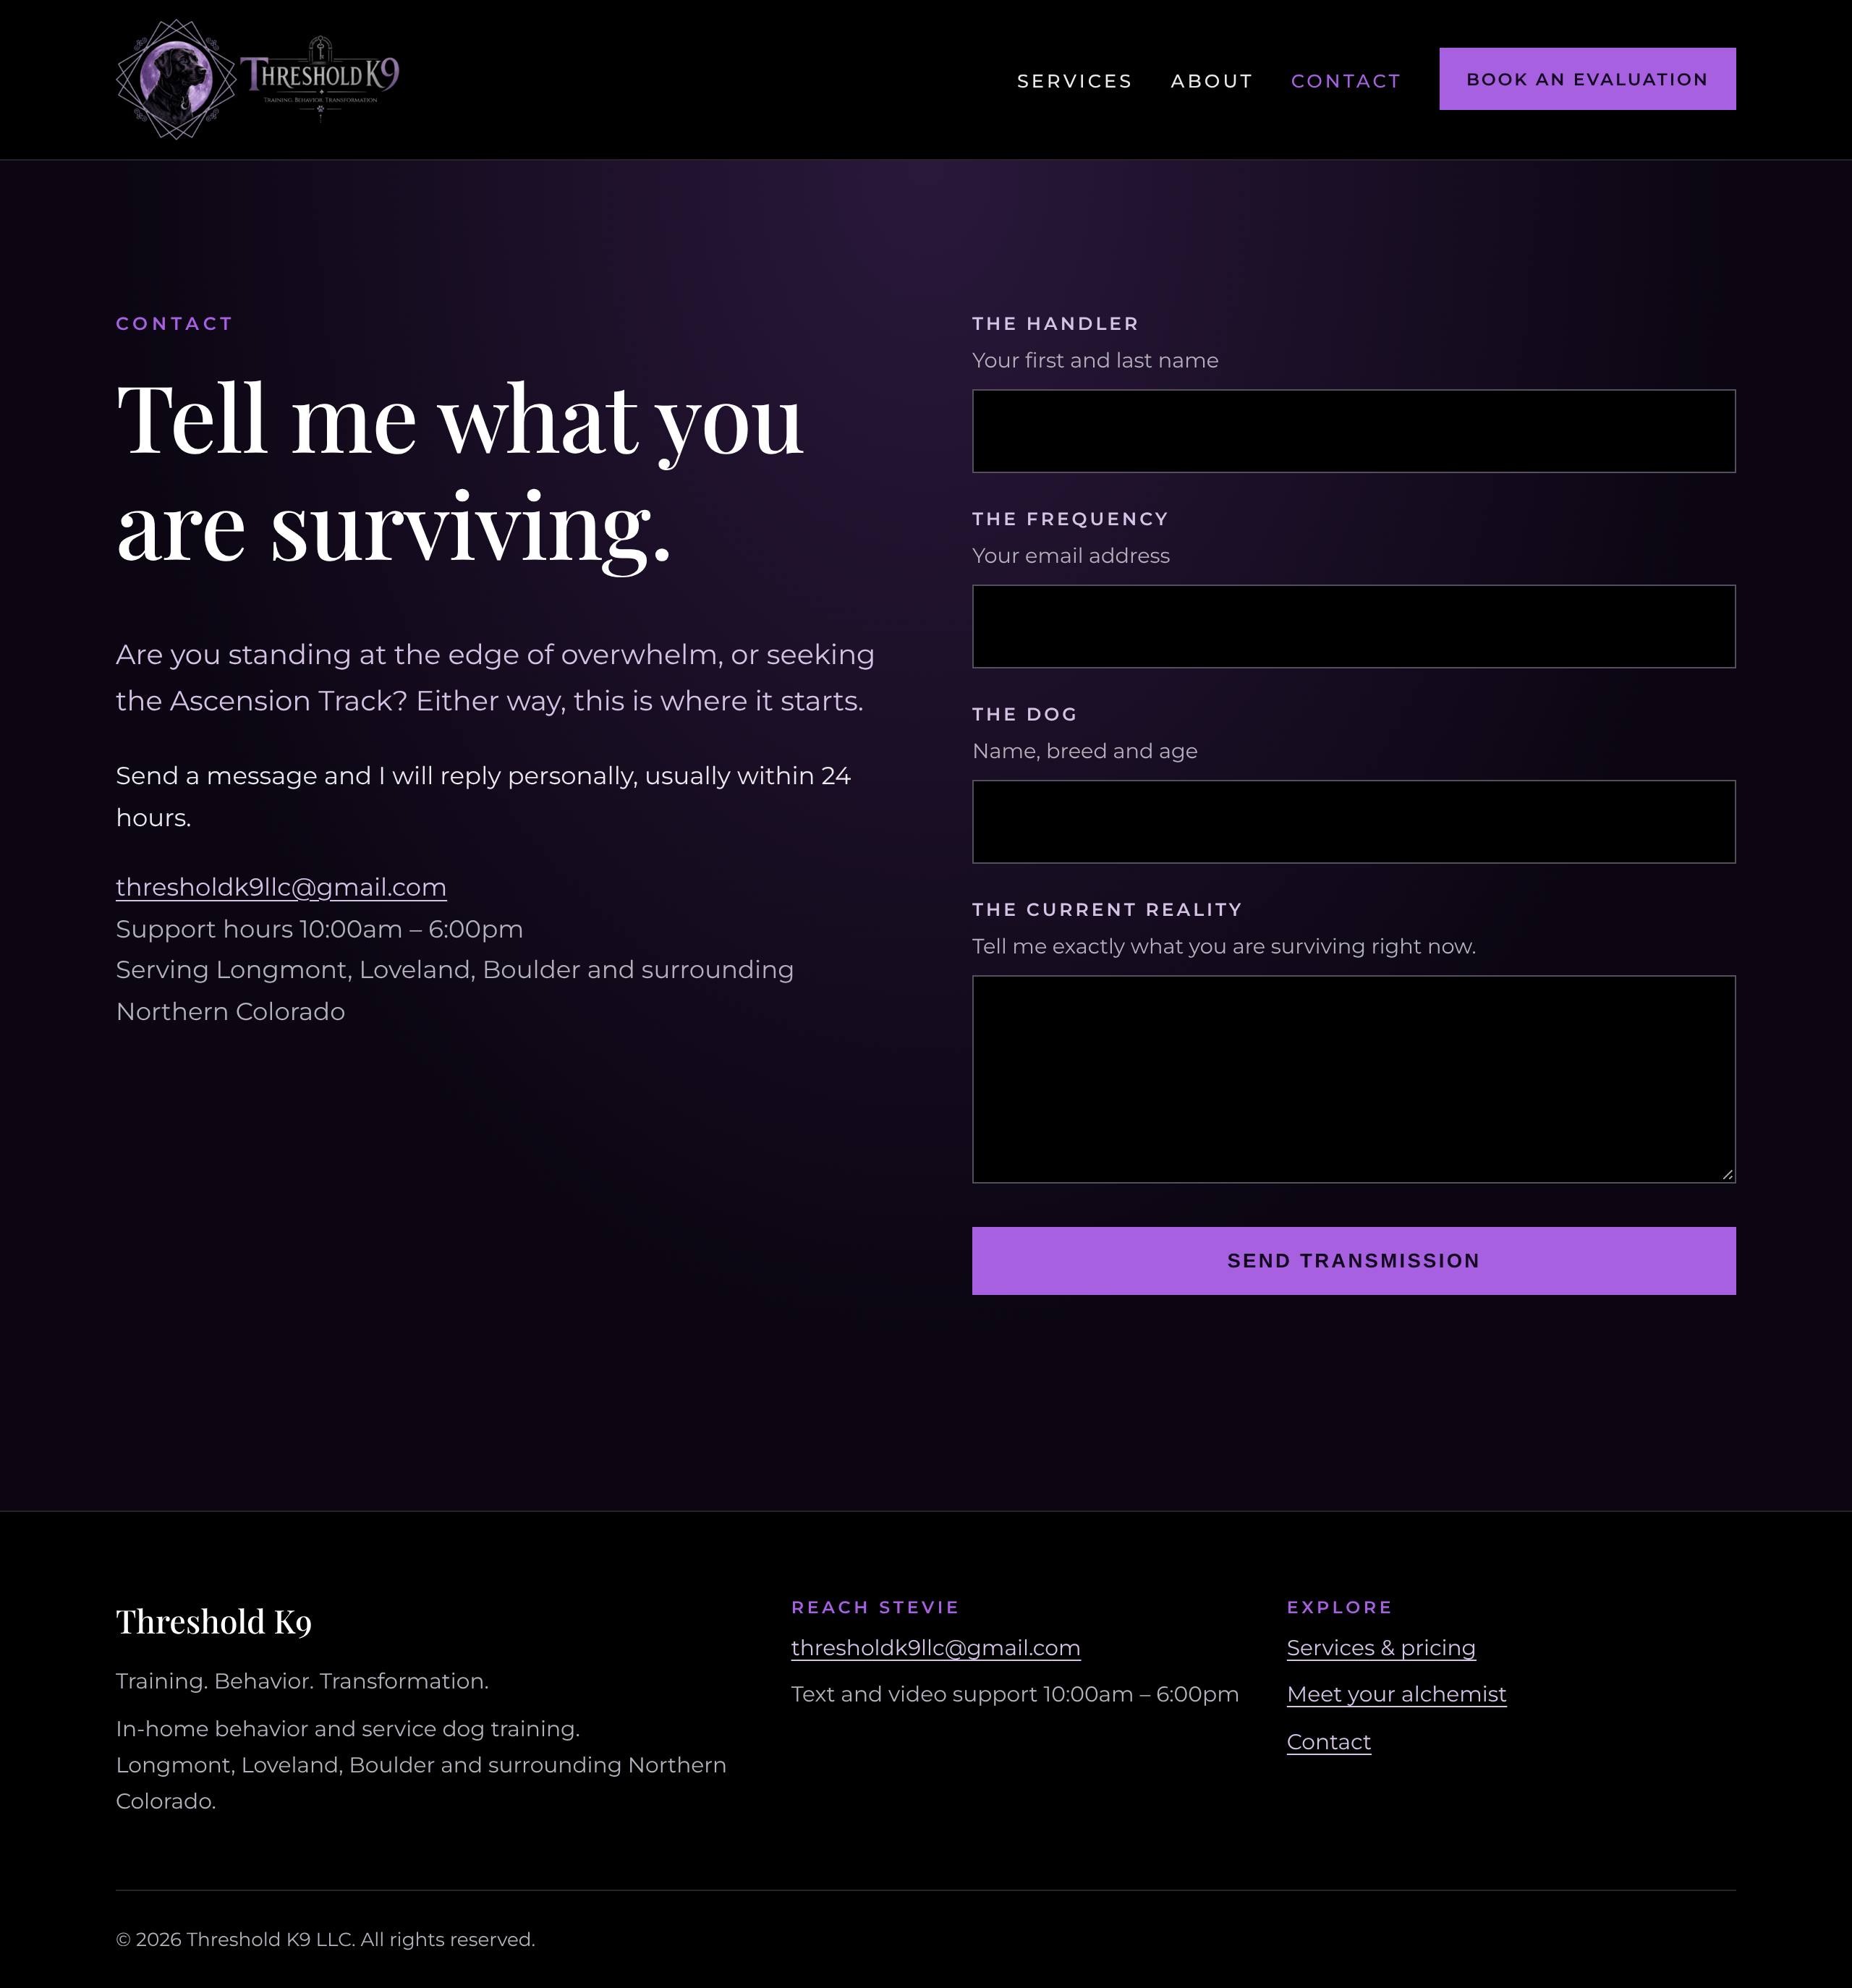 THRESHOLD K9
TRAINING. BEHAVIOR. TRANSFORMATION
SERVICES
ABOUT
CONTACT
BOOK AN EVALUATION
CONTACT
Tell me what you
are surviving.
Are you standing at the edge of overwhelm, or seeking
the Ascension Track? Either way, this is where it starts.
Send a message and I will reply personally, usually within 24
hours.
thresholdk9llc@gmail.com
Support hours 10:00am – 6:00pm
Serving Longmont, Loveland, Boulder and surrounding
Northern Colorado
THE HANDLER
Your first and last name
THE FREQUENCY
Your email address
THE DOG
Name, breed and age
THE CURRENT REALITY
Tell me exactly what you are surviving right now.
SEND TRANSMISSION
Threshold K9
Training. Behavior. Transformation.
In-home behavior and service dog training.
Longmont, Loveland, Boulder and surrounding Northern
Colorado.
REACH STEVIE
thresholdk9llc@gmail.com
Text and video support 10:00am – 6:00pm
EXPLORE
Services & pricing
Meet your alchemist
Contact
© 2026 Threshold K9 LLC. All rights reserved.